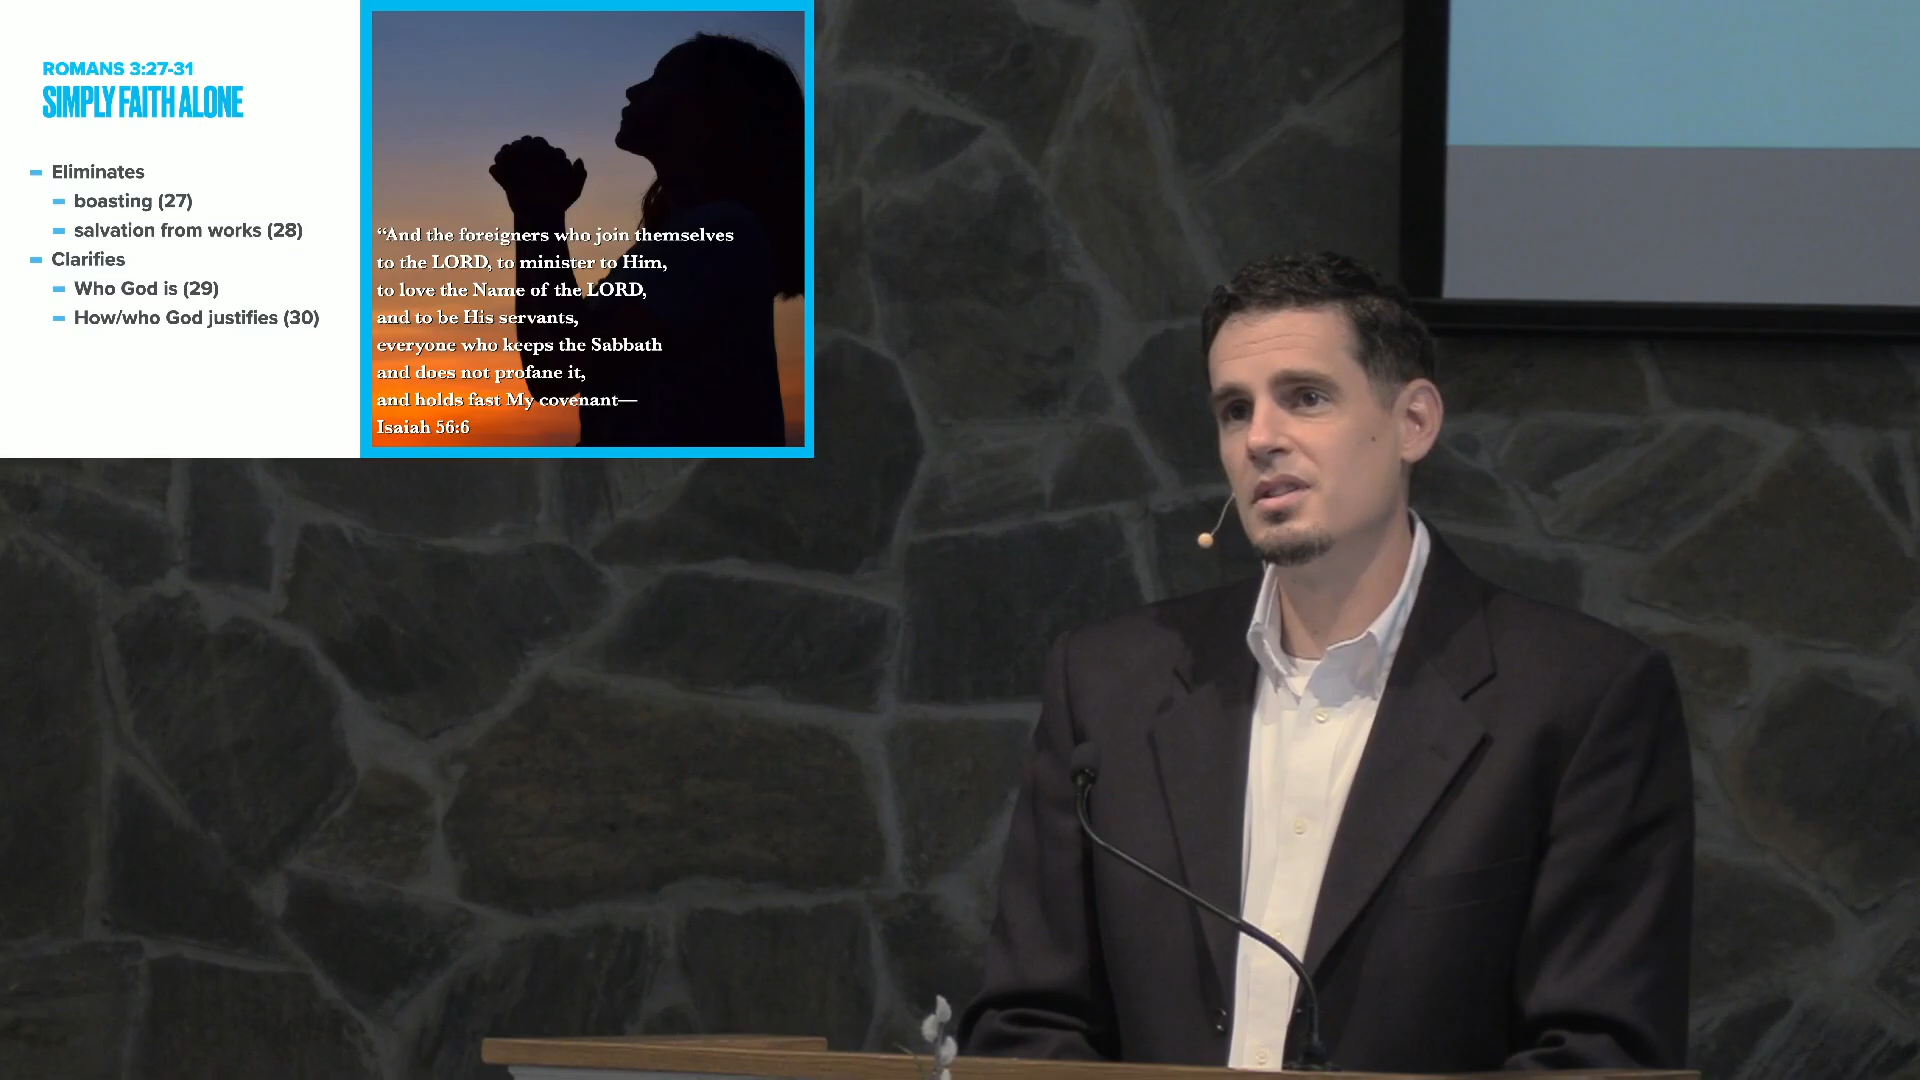 ROMANS 3:27-31
SIMPLY FAITH ALONE
Eliminates
boasting (27)
salvation from works (28)
Clarifies
Who God is (29)
How/who God justifies (30)
“And the foreigners who join themselves
to the LORD, to minister to Him,
to love the Name of the LORD,
and to be His servants,
everyone who keeps the Sabbath
and does not profane it,
and holds fast My covenant—
Isaiah 56:6